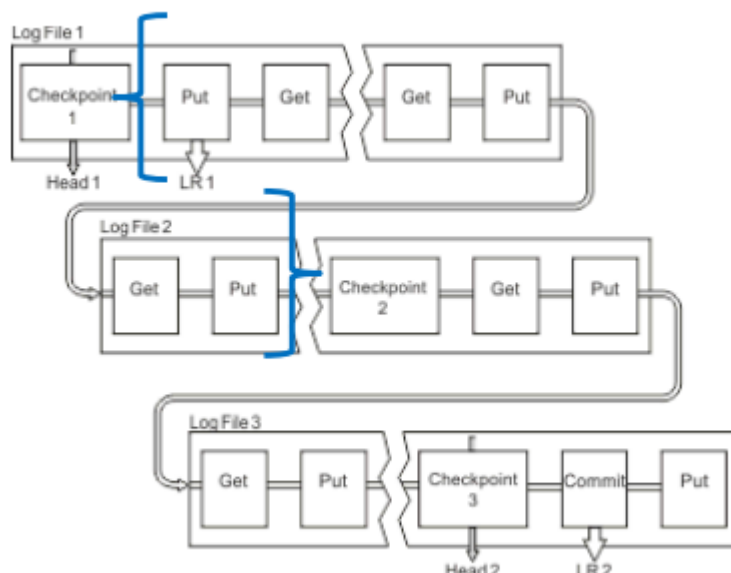 Log File 1
Checkpoint
1
Put
Get
Get
Put
Head 1
LR 1
Log File 2
Get
Put
Checkpoint
2
Get
Put
Log File 3
Get
Put
Checkpoint
3
Commit
Put
Head 2
LR 2